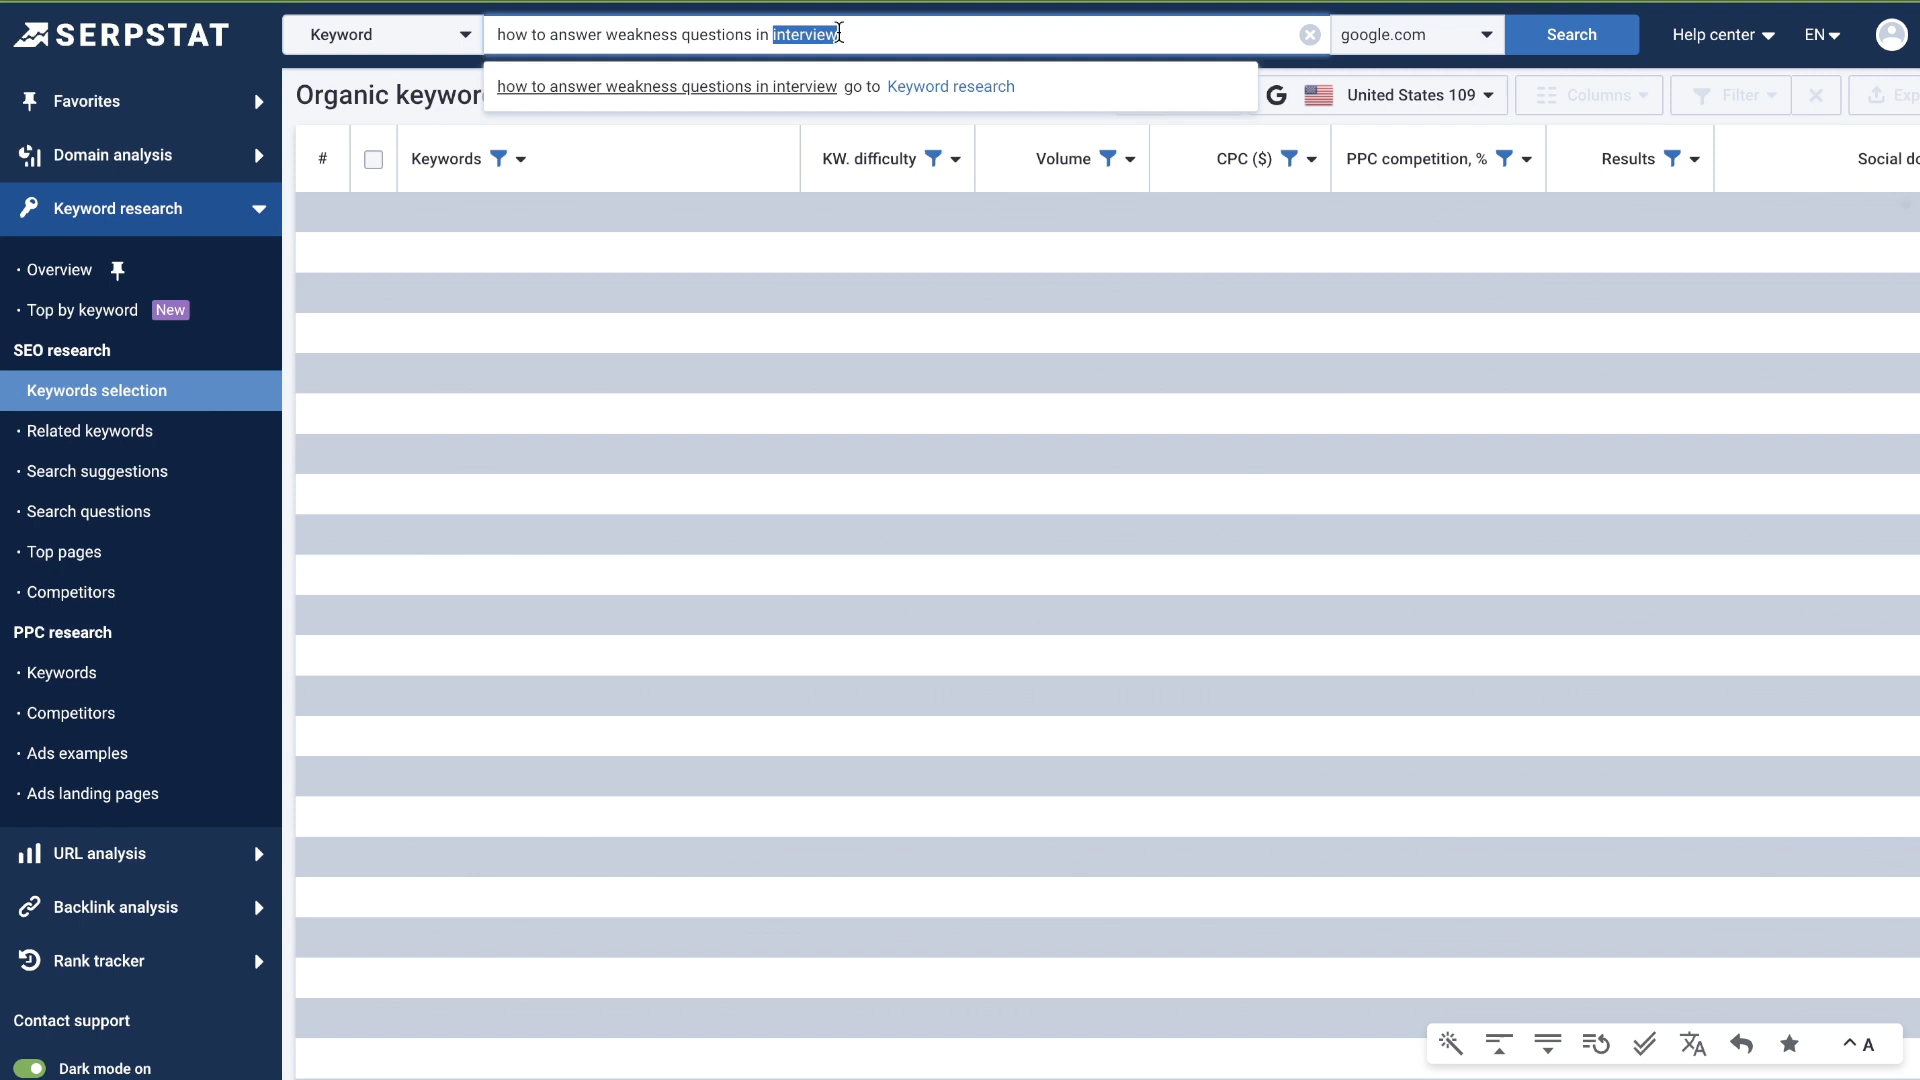 SERPSTAT
Keyword
how to answer weakness questions in interview
google.com
Search
Help center
EN
how to answer weakness questions in interview go to Keyword research
Organic keywor
United States 109
Columns
Filter
Exp
#
Keywords
KW. difficulty
Volume
CPC ($)
PPC competition, %
Results
Social do
Favorites
Domain analysis
Keyword research
· Overview
· Top by keyword New
SEO research
Keywords selection
· Related keywords
· Search suggestions
· Search questions
· Top pages
· Competitors
PPC research
· Keywords
· Competitors
· Ads examples
· Ads landing pages
URL analysis
Backlink analysis
Rank tracker
Contact support
Dark mode on
A